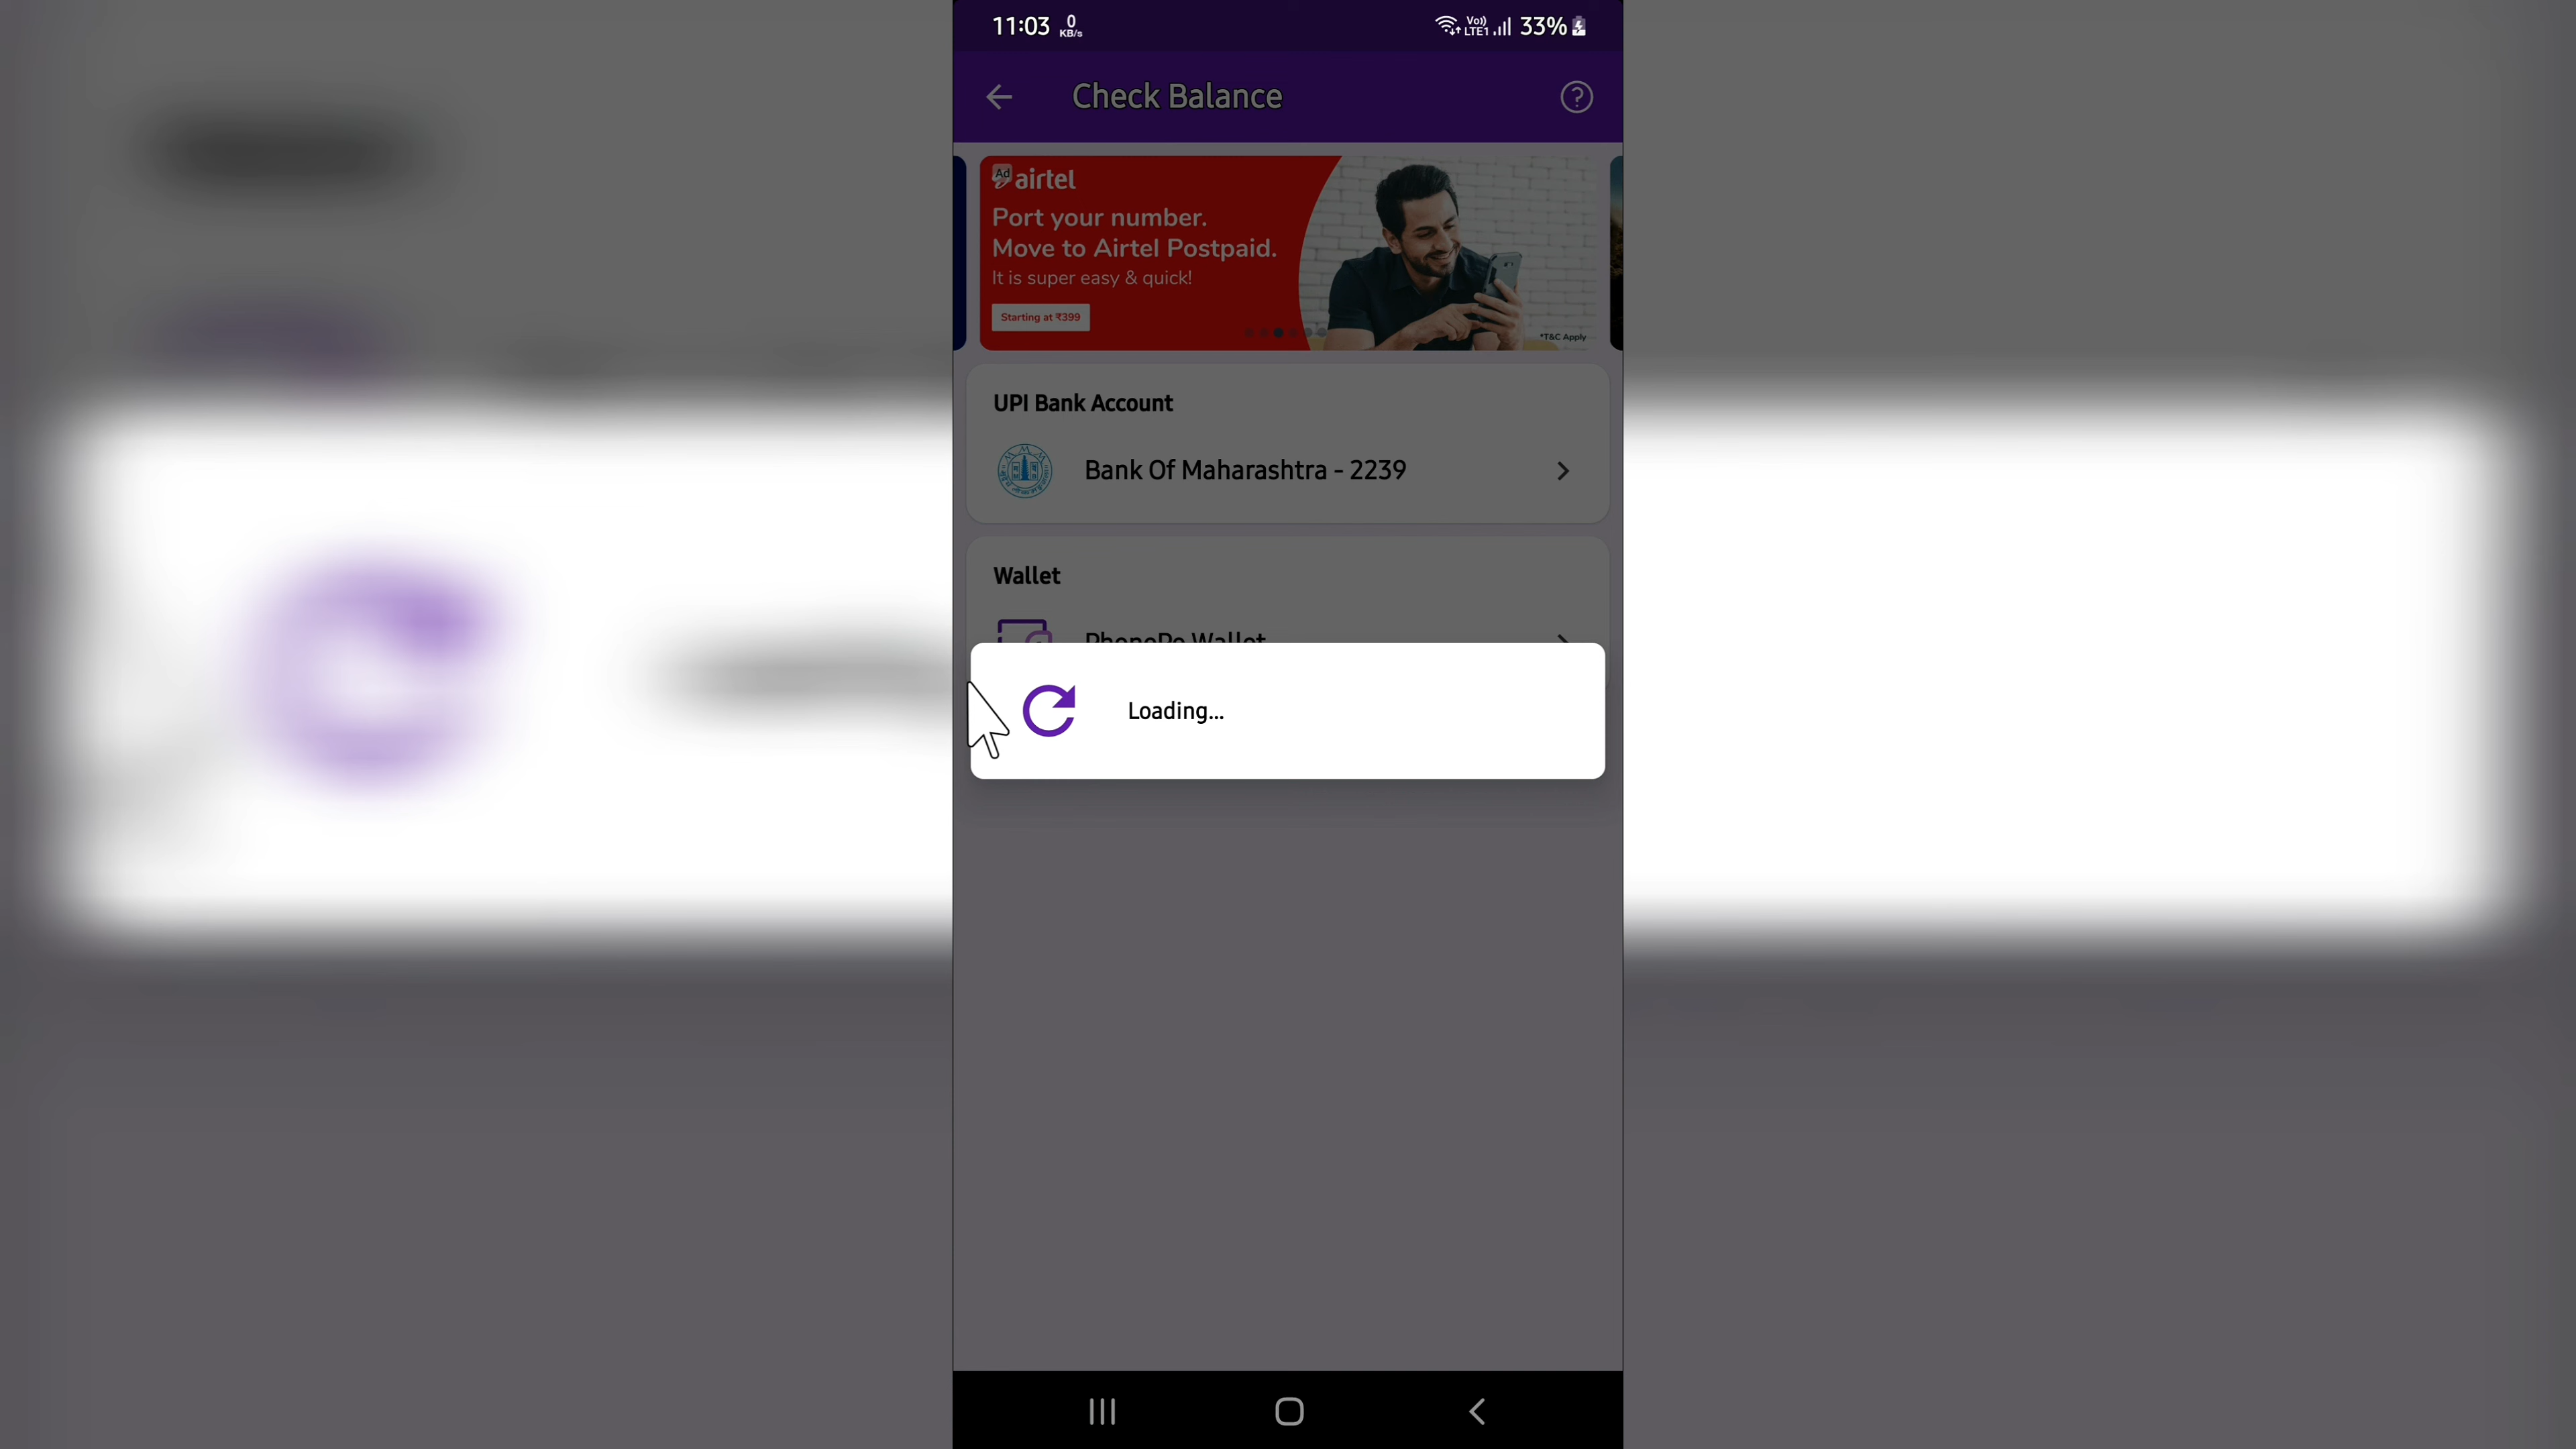 11:03 0 KB/s Vo)) LTE1 33%
Check Balance
Ad airtel
Port your number.
Move to Airtel Postpaid.
It is super easy & quick!
Starting at ₹399
*T&C Apply
UPI Bank Account
Bank Of Maharashtra - 2239
Wallet
PhonePe Wallet
Loading...